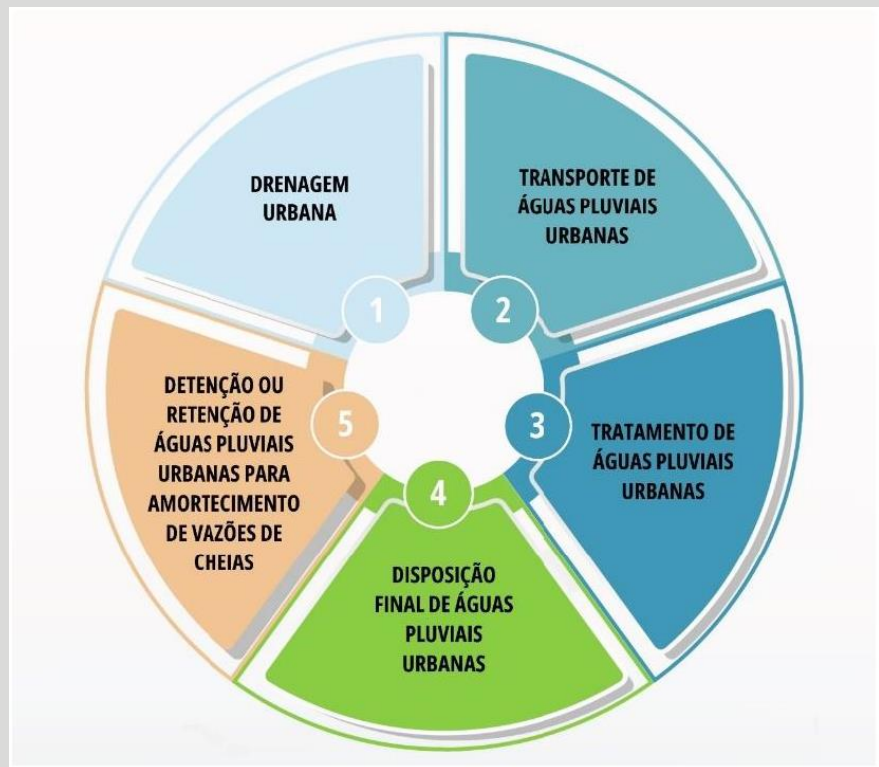 1
DRENAGEM
URBANA
2
TRANSPORTE DE
ÁGUAS PLUVIAIS
URBANAS
3
TRATAMENTO DE
ÁGUAS PLUVIAIS
URBANAS
4
DISPOSIÇÃO
FINAL DE ÁGUAS
PLUVIAIS
URBANAS
5
DETENÇÃO OU
RETENÇÃO DE
ÁGUAS PLUVIAIS
URBANAS PARA
AMORTECIMENTO
DE VAZÕES DE
CHEIAS